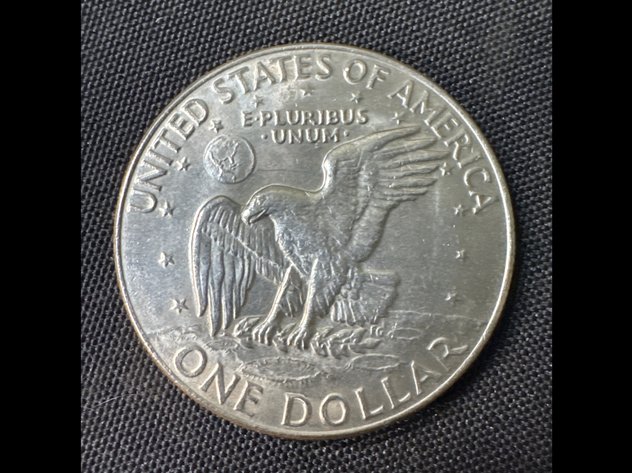 UNITED STATES OF AMERICA
E·PLURIBUS
·UNUM·
ONE DOLLAR